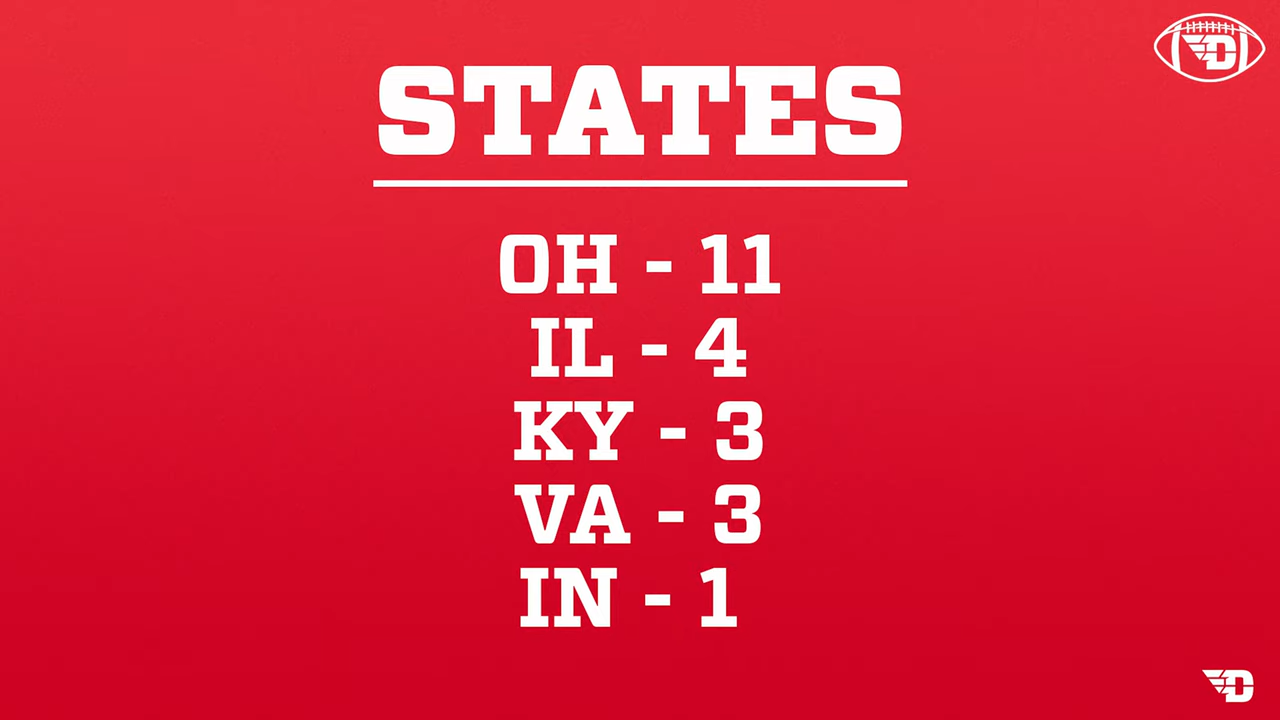 STATES
OH - 11
IL - 4
KY - 3
VA - 3
IN - 1
D
D